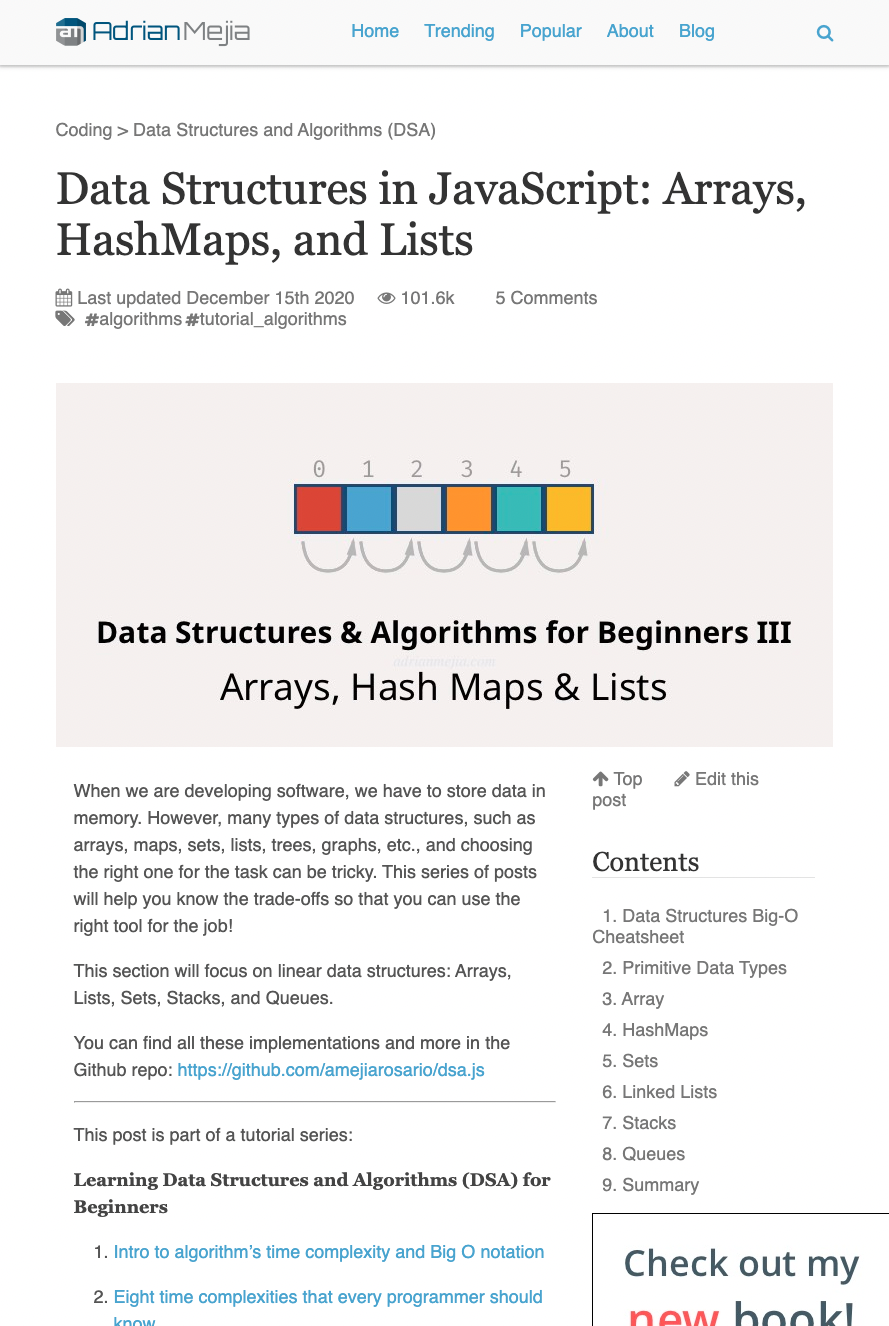 AdrianMejia
Home Trending Popular About Blog
Coding > Data Structures and Algorithms (DSA)
Data Structures in JavaScript: Arrays,
HashMaps, and Lists
Last updated December 15th 2020 101.6k 5 Comments
#algorithms #tutorial_algorithms
0 1 2 3 4 5
Data Structures & Algorithms for Beginners III
adrianmejia.com
Arrays, Hash Maps & Lists
When we are developing software, we have to store data in
memory. However, many types of data structures, such as
arrays, maps, sets, lists, trees, graphs, etc., and choosing
the right one for the task can be tricky. This series of posts
will help you know the trade-offs so that you can use the
right tool for the job!
This section will focus on linear data structures: Arrays,
Lists, Sets, Stacks, and Queues.
You can find all these implementations and more in the
Github repo: https://github.com/amejiarosario/dsa.js
This post is part of a tutorial series:
Learning Data Structures and Algorithms (DSA) for
Beginners
1. Intro to algorithm's time complexity and Big O notation
2. Eight time complexities that every programmer should
know
Top Edit this
post
Contents
1. Data Structures Big-O
Cheatsheet
2. Primitive Data Types
3. Array
4. HashMaps
5. Sets
6. Linked Lists
7. Stacks
8. Queues
9. Summary
Check out my
new book!